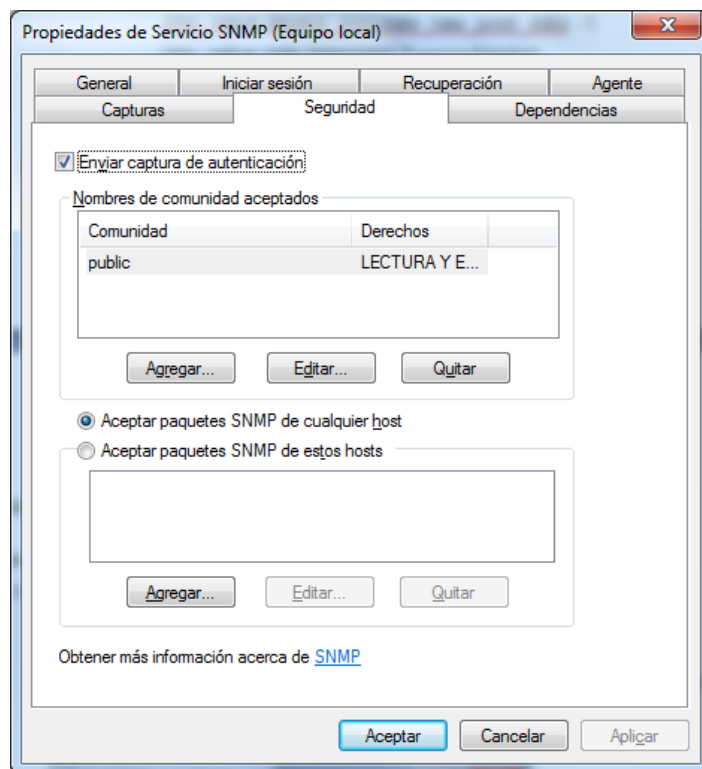 Propiedades de Servicio SNMP (Equipo local)
General Iniciar sesión Recuperación Agente
Capturas Seguridad Dependencias
Enviar captura de autenticación
Nombres de comunidad aceptados
Comunidad Derechos
public LECTURA Y E...
Agregar... Editar... Quitar
Aceptar paquetes SNMP de cualquier host
Aceptar paquetes SNMP de estos hosts
Agregar... Editar... Quitar
Obtener más información acerca de SNMP
Aceptar Cancelar Aplicar